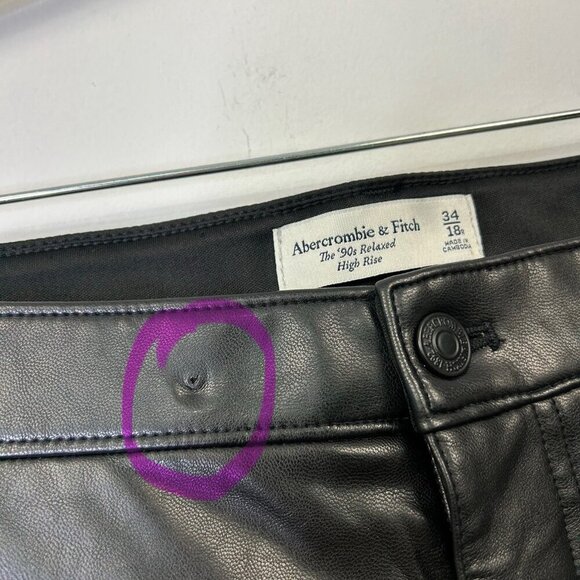 Abercrombie & Fitch
The '90s Relaxed
High Rise
34
18R
MADE IN
CAMBODIA